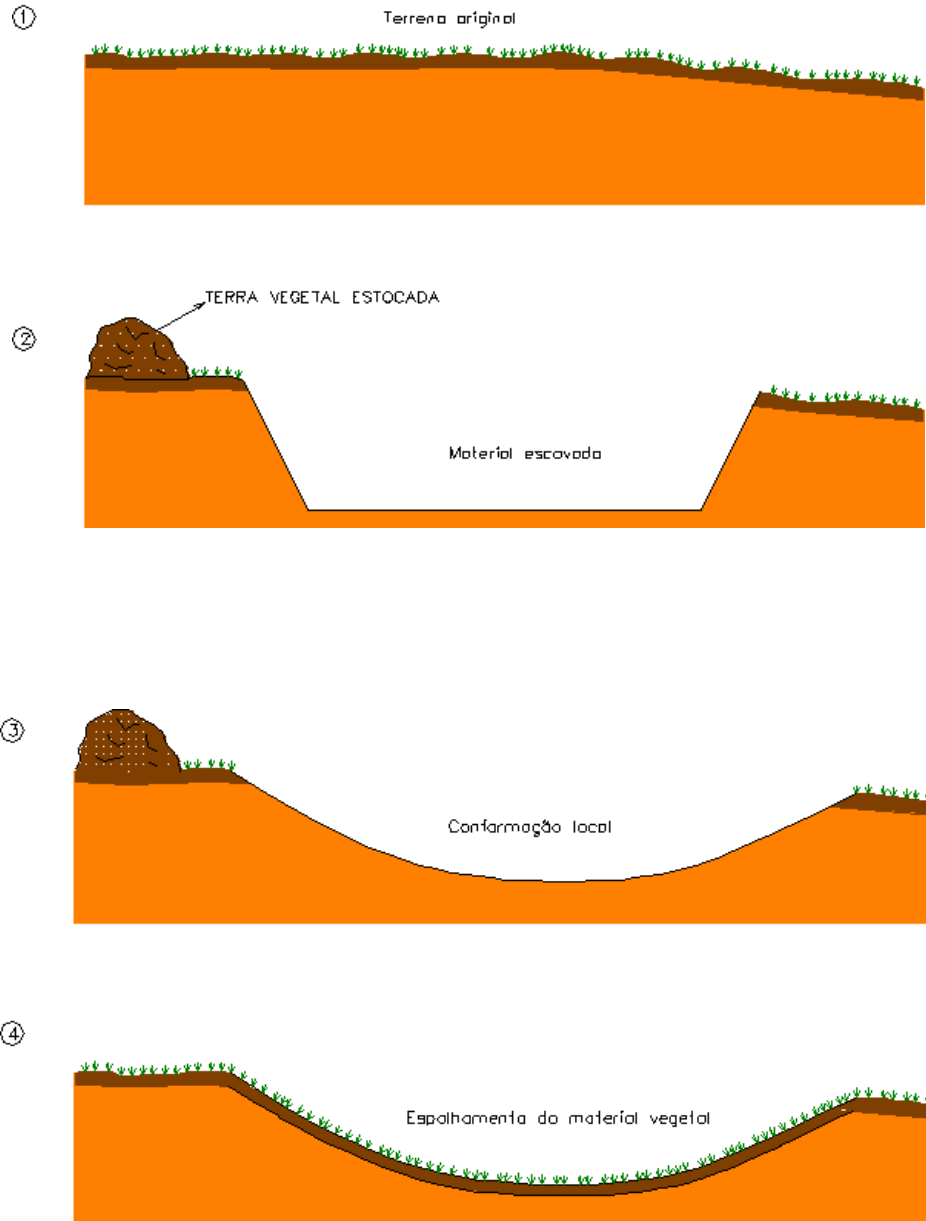 1
Terreno original
TERRA VEGETAL ESTOCADA
2
Material escavado
3
Conformação local
4
Espalhamento do material vegetal